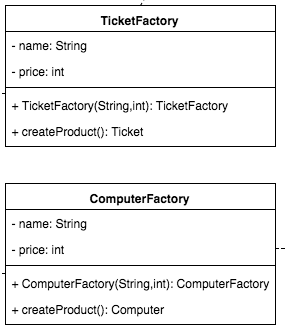 TicketFactory
- name: String
- price: int
+ TicketFactory(String,int): TicketFactory
+ createProduct(): Ticket
ComputerFactory
- name: String
- price: int
+ ComputerFactory(String,int): ComputerFactory
+ createProduct(): Computer